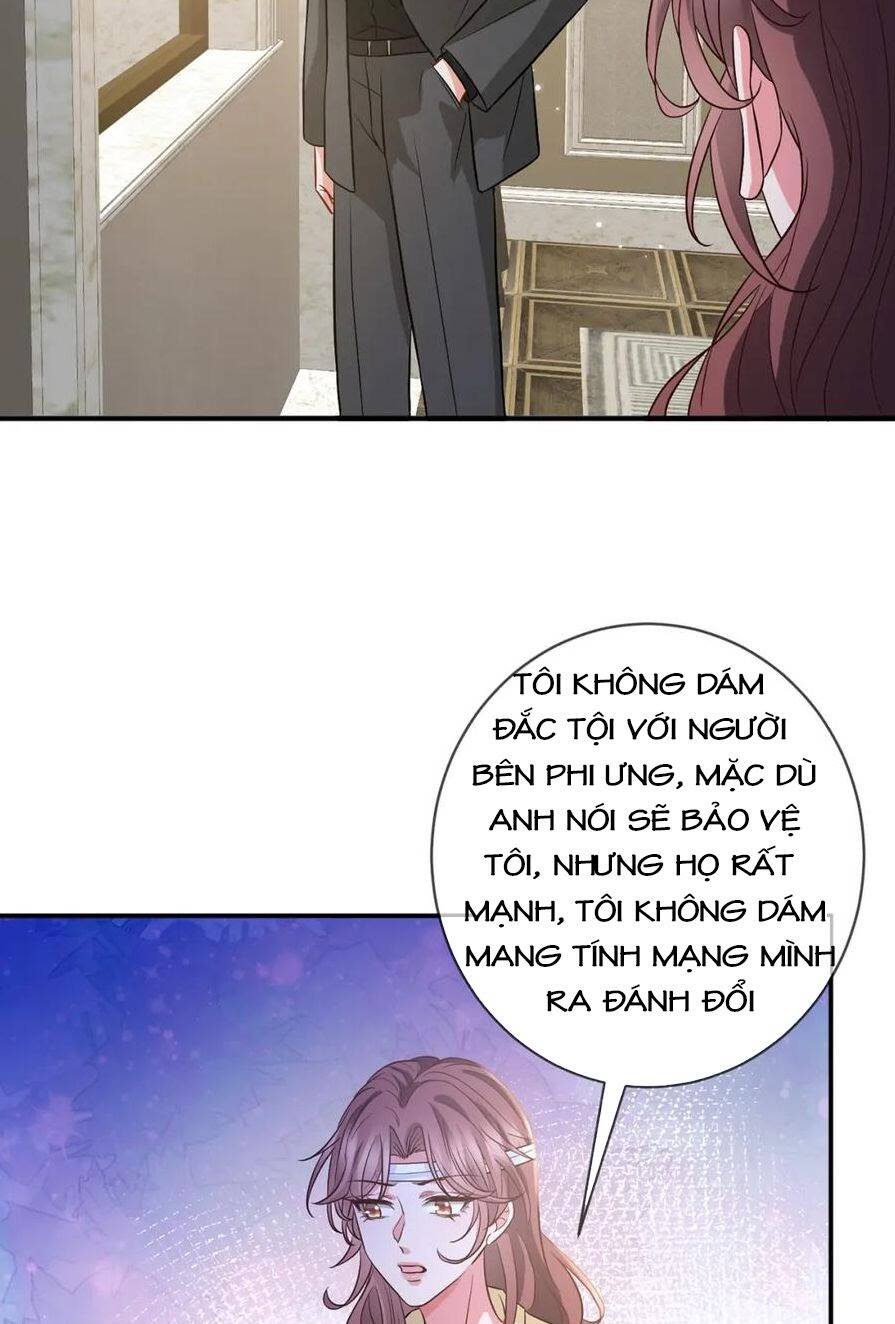 TÔI KHÔNG DÁM
ĐẮC TỘI VỚI NGƯỜI
BÊN PHI ƯNG, MẶC DÙ
ANH NÓI SẼ BẢO VỆ
TÔI, NHƯNG HỌ RẤT
MẠNH, TÔI KHÔNG DÁM
MANG TÍNH MẠNG MÌNH
RA ĐÁNH ĐỔI